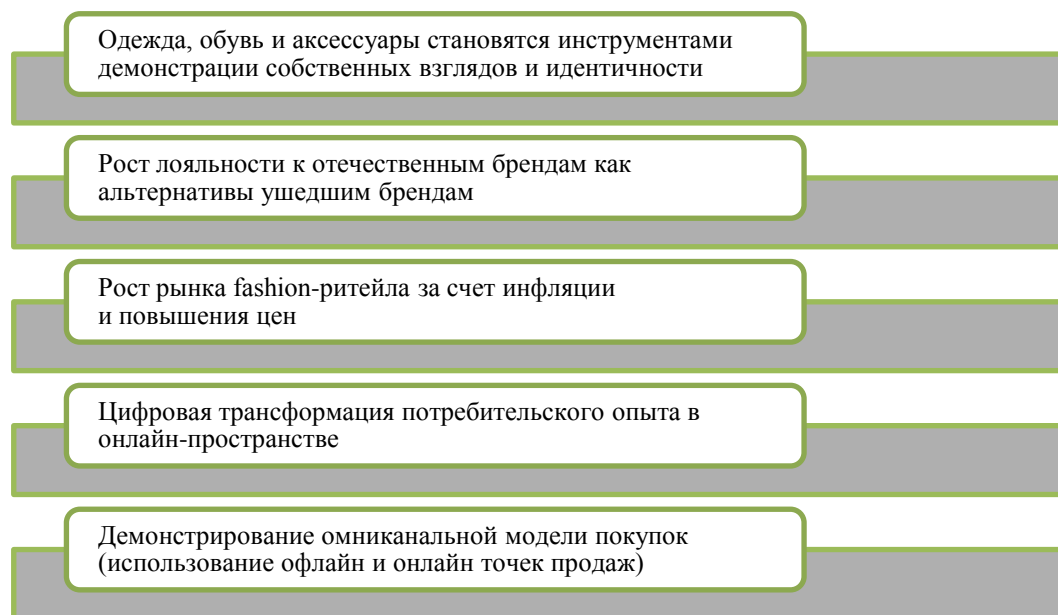 Одежда, обувь и аксессуары становятся инструментами
демонстрации собственных взглядов и идентичности
Рост лояльности к отечественным брендам как
альтернативы ушедшим брендам
Рост рынка fashion-ритейла за счет инфляции
и повышения цен
Цифровая трансформация потребительского опыта в
онлайн-пространстве
Демонстрирование омниканальной модели покупок
(использование офлайн и онлайн точек продаж)